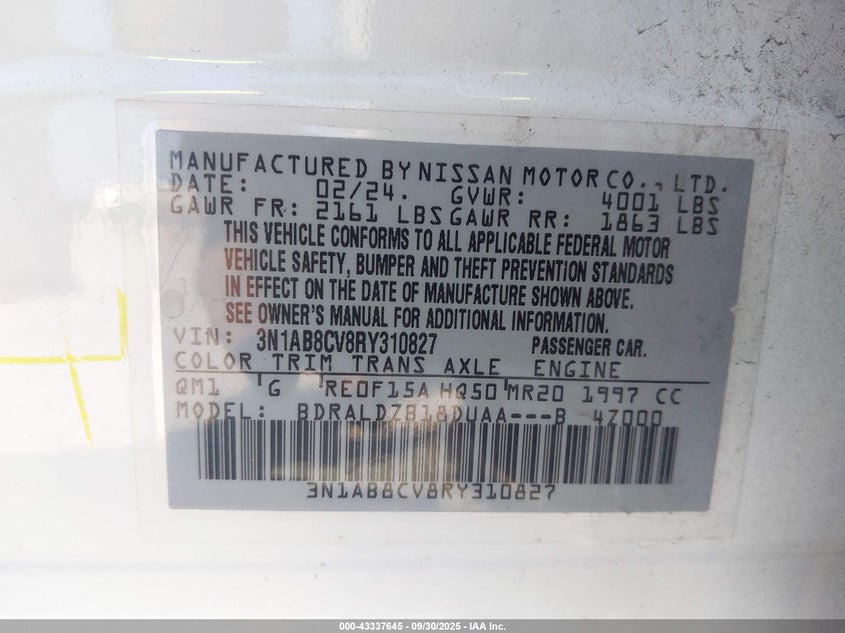 MANUFACTURED BY NISSAN MOTOR CO., LTD.
DATE: 02/24. GVWR: 4001 LBS
GAWR FR: 2161 LBS GAWR RR: 1863 LBS
THIS VEHICLE CONFORMS TO ALL APPLICABLE FEDERAL MOTOR
VEHICLE SAFETY, BUMPER AND THEFT PREVENTION STANDARDS
IN EFFECT ON THE DATE OF MANUFACTURE SHOWN ABOVE.
SEE OWNER'S MANUAL FOR ADDITIONAL INFORMATION.
VIN: 3N1AB8CV8RY310827 PASSENGER CAR.
COLOR TRIM TRANS AXLE ENGINE
QM1 G RE0F15A HQ50 MR20 1997 CC
MODEL: BDRALDZB18DUAA---B 4Z000
3N1AB8CV8RY310827
000-43337645 - 09/30/2025 - IAA Inc.